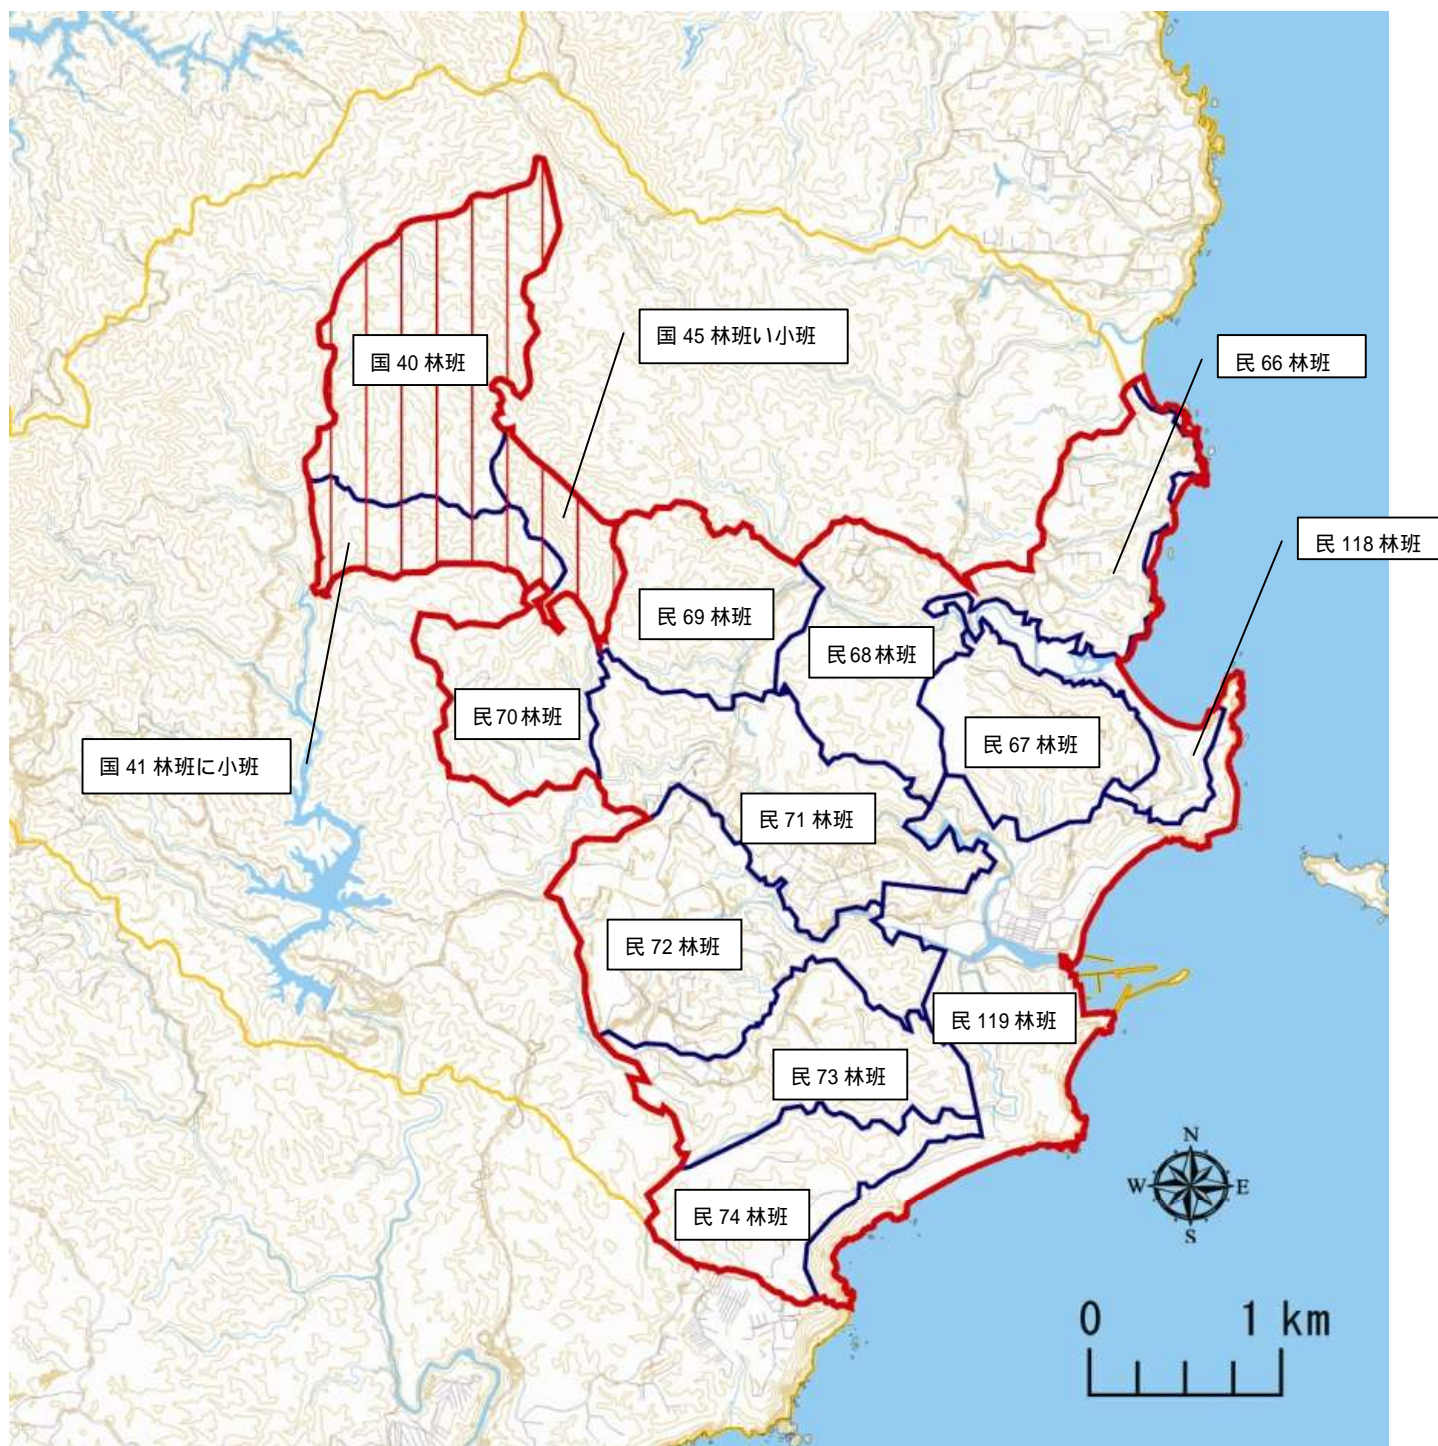 国 45 林班い小班
国 40 林班
民 66 林班
民 118 林班
民 69 林班
民 68 林班
民 70 林班
民 67 林班
国 41 林班に小班
民 71 林班
民 72 林班
民 119 林班
民 73 林班
民 74 林班
N
W E
S
0 1 km